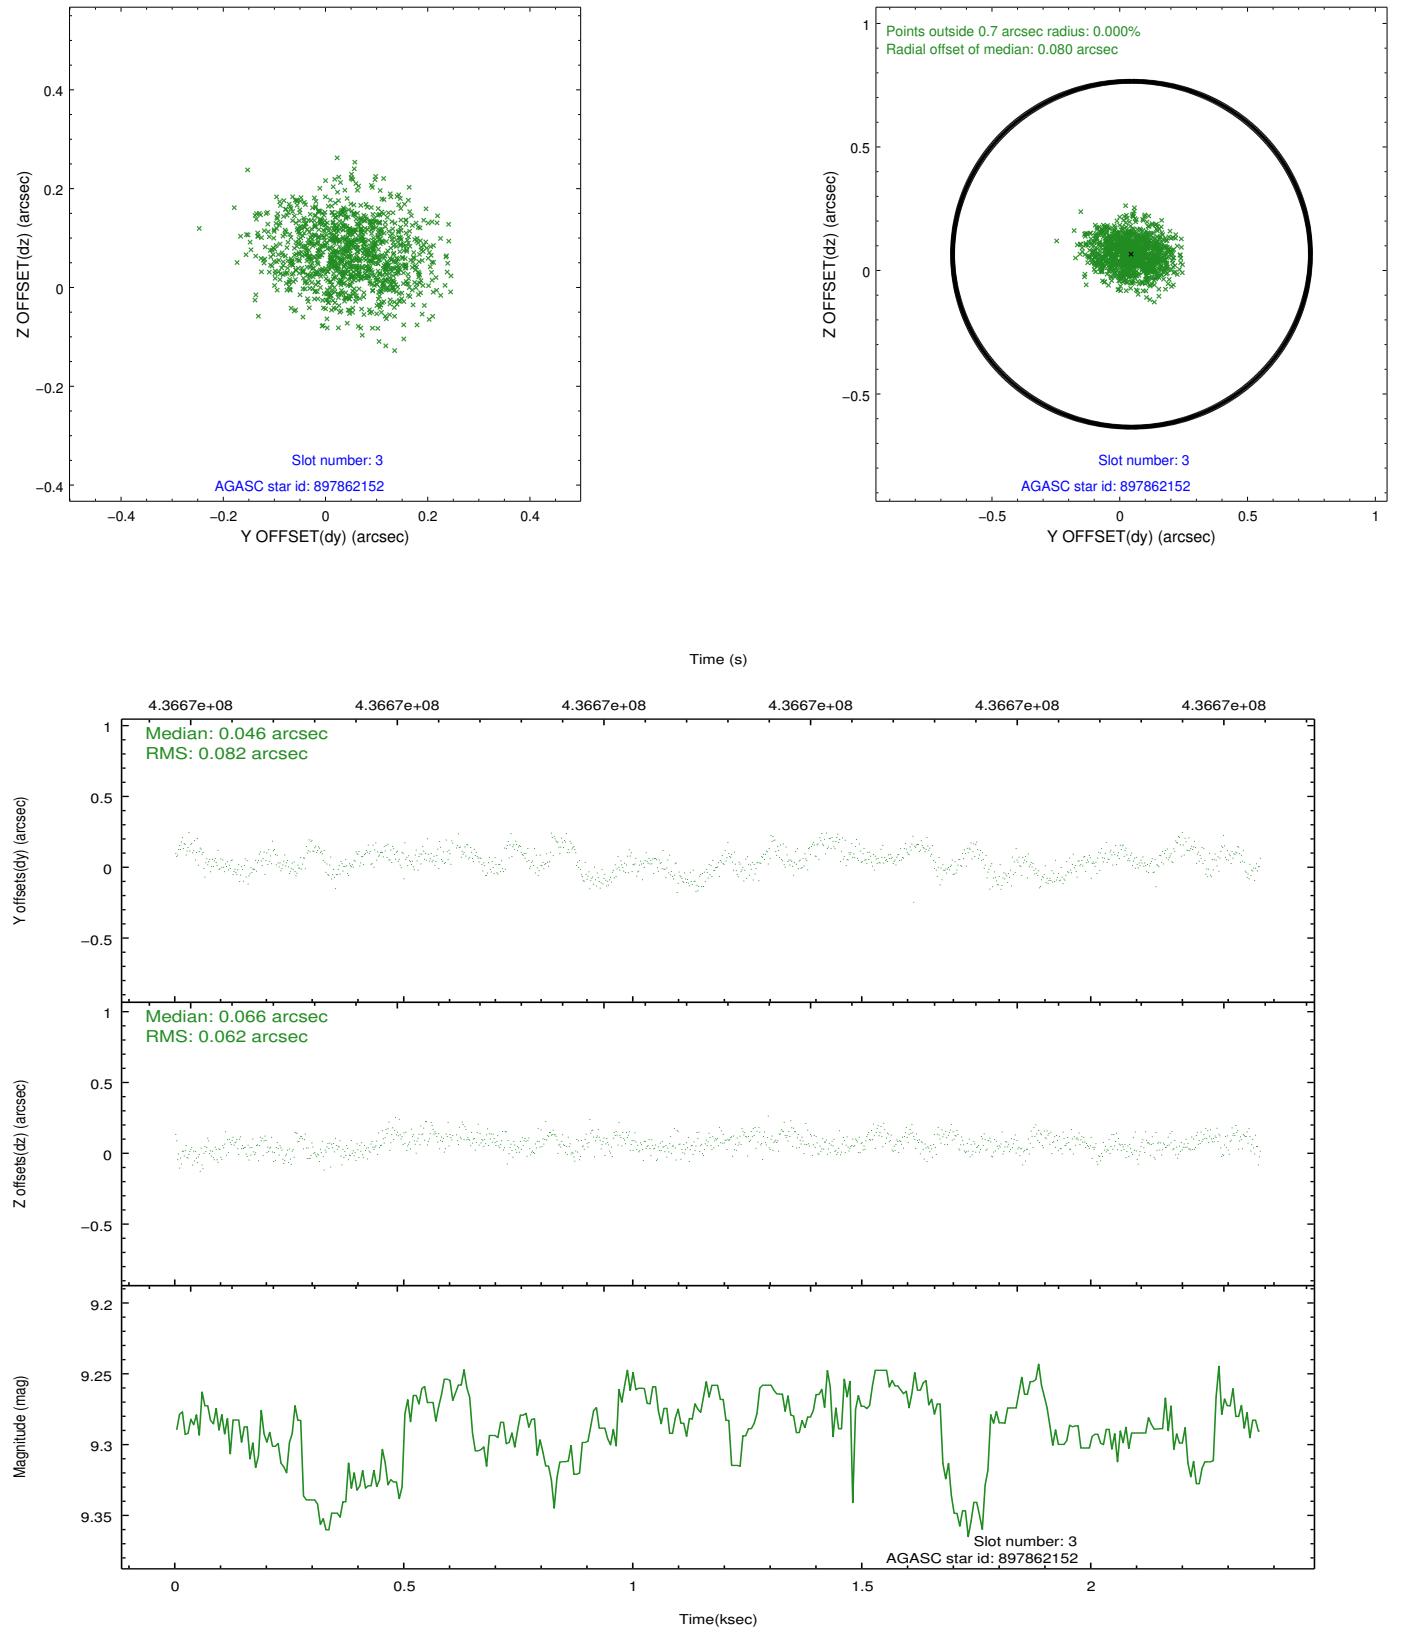 0.4
0.2
0
−0.2
−0.4
Z OFFSET(dz) (arcsec)
Slot number: 3
AGASC star id: 897862152
−0.4 −0.2 0 0.2 0.4
Y OFFSET(dy) (arcsec)
1
0.5
0
−0.5
Z OFFSET(dz) (arcsec)
Points outside 0.7 arcsec radius: 0.000%
Radial offset of median: 0.080 arcsec
Slot number: 3
AGASC star id: 897862152
−0.5 0 0.5 1
Y OFFSET(dy) (arcsec)
Time (s)
4.3667e+08 4.3667e+08 4.3667e+08 4.3667e+08 4.3667e+08 4.3667e+08
1
0.5
0
−0.5
Y offsets(dy) (arcsec)
Median: 0.046 arcsec
RMS: 0.082 arcsec
1
0.5
0
−0.5
Z offsets(dz) (arcsec)
Median: 0.066 arcsec
RMS: 0.062 arcsec
9.2
9.25
9.3
9.35
Magnitude (mag)
Slot number: 3
AGASC star id: 897862152
0 0.5 1 1.5 2
Time(ksec)